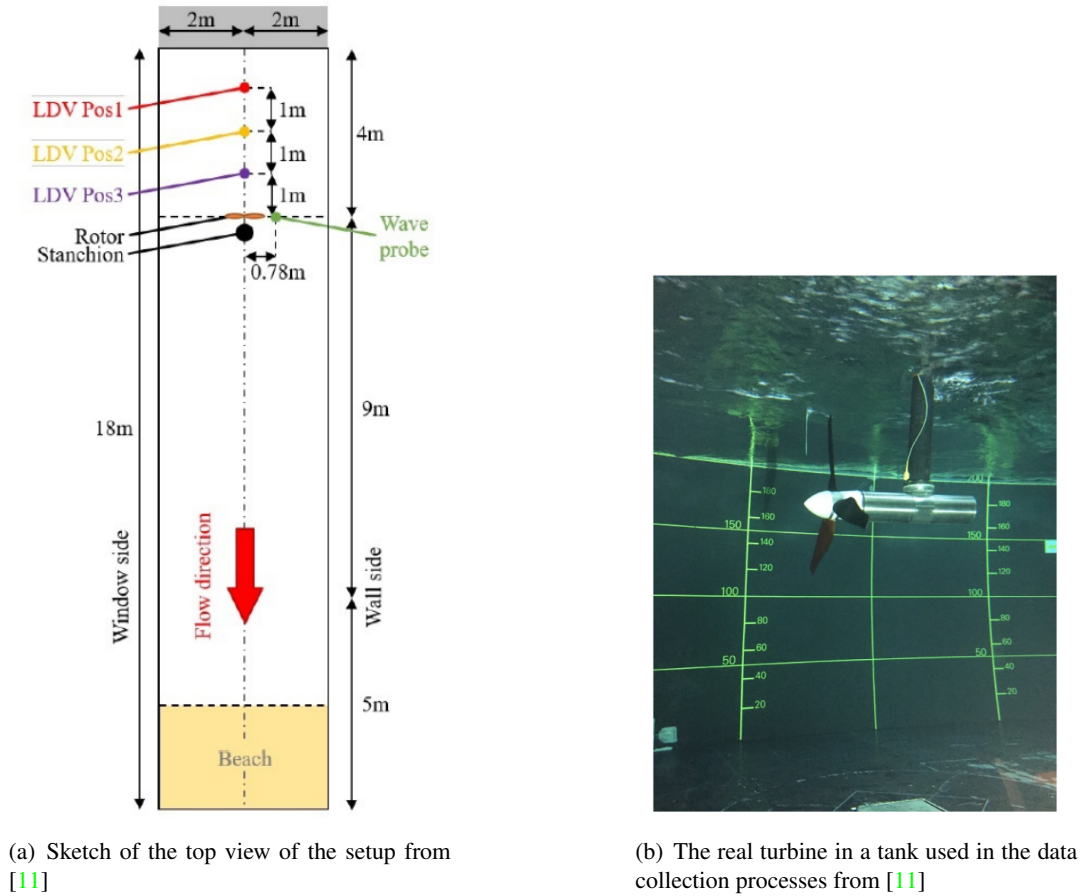 2m
2m
LDV Pos1
1m
LDV Pos2
1m
4m
LDV Pos3
1m
Rotor
Stanchion
Wave
probe
0.78m
18m
9m
Window side
Flow direction
Wall side
5m
Beach
(a) Sketch of the top view of the setup from
[11]
200
180
180
160
160
150
150
140
140
120
120
100
100
80
80
60
60
50
50
40
40
20
20
(b) The real turbine in a tank used in the data
collection processes from [11]